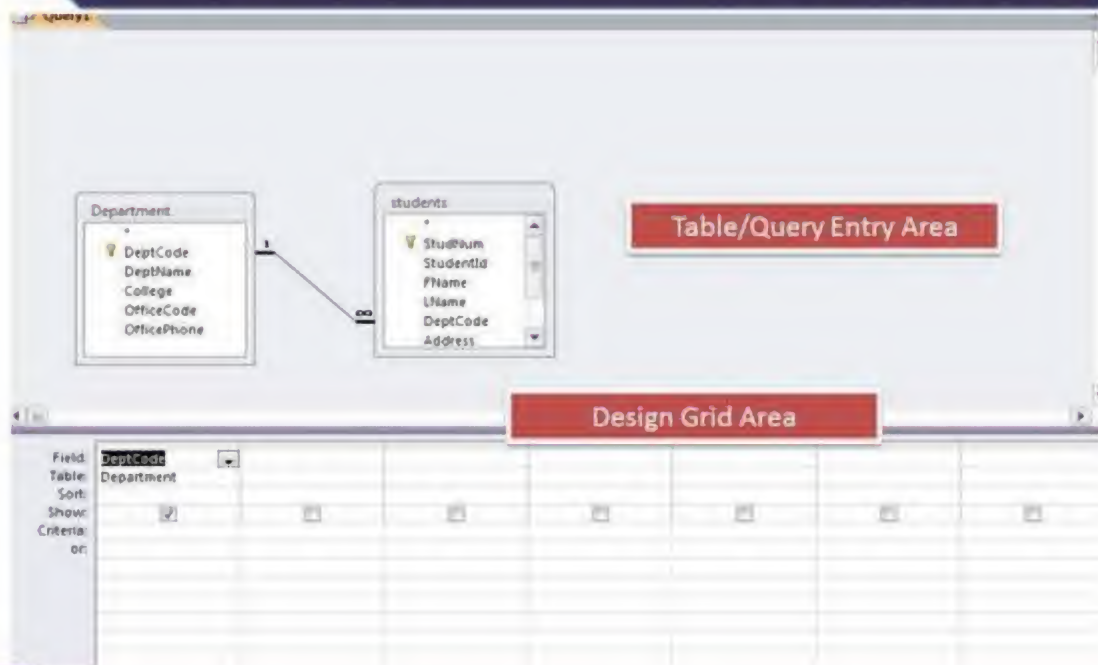 Query1
Department
*
DeptCode
DeptName
College
OfficeCode
OfficePhone
1
∞
students
*
StudNum
StudentId
FName
LName
DeptCode
Address
Table/Query Entry Area
Design Grid Area
Field: DeptCode
Table: Department
Sort:
Show:
Criteria:
or: